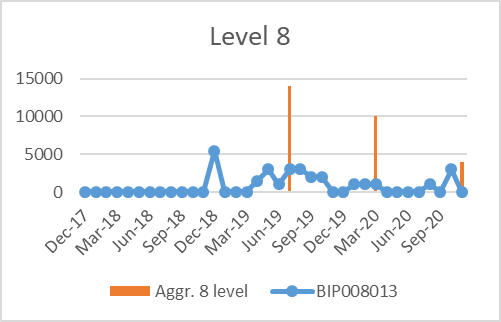 Level 8
15000
10000
5000
0
Dec-17
Mar-18
Jun-18
Sep-18
Dec-18
Mar-19
Jun-19
Sep-19
Dec-19
Mar-20
Jun-20
Sep-20
Aggr. 8 level BIP008013